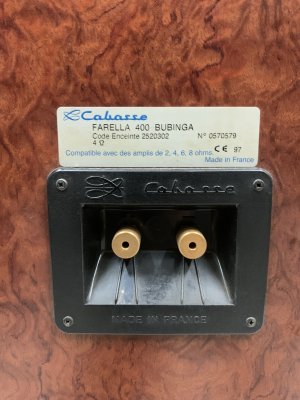 Cabasse
FARELLA 400 BUBINGA
Code Enceinte 2520302 N° 0570579
4 Ω
Compatible avec des amplis de 2, 4, 6, 8 ohms. CE 97
Made in France
Cabasse
MADE IN FRANCE